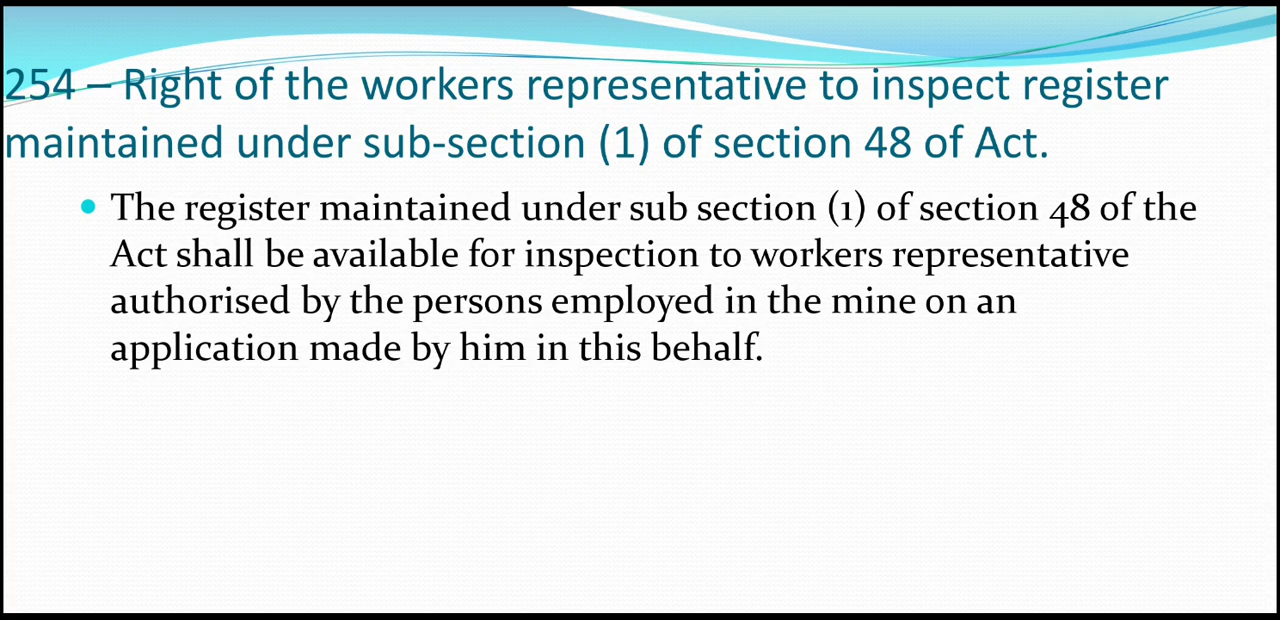 254 – Right of the workers representative to inspect register
maintained under sub-section (1) of section 48 of Act.
• The register maintained under sub section (1) of section 48 of the
Act shall be available for inspection to workers representative
authorised by the persons employed in the mine on an
application made by him in this behalf.